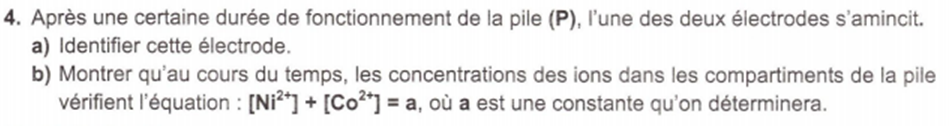 4. Après une certaine durée de fonctionnement de la pile (P), l'une des deux électrodes s'amincit.
a) Identifier cette électrode.
b) Montrer qu'au cours du temps, les concentrations des ions dans les compartiments de la pile
vérifient l'équation : [Ni²⁺] + [Co²⁺] = a, où a est une constante qu'on déterminera.